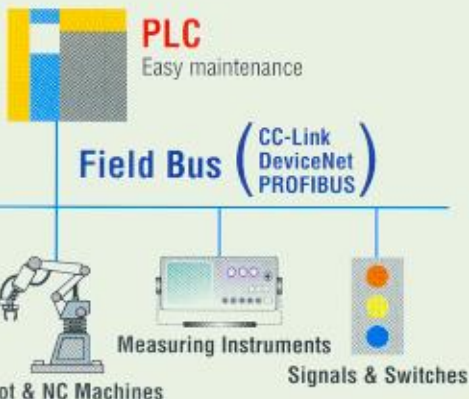 PLC
Easy maintenance
Field Bus
CC-Link
DeviceNet
PROFIBUS
Measuring Instruments
Signals & Switches
ot & NC Machines